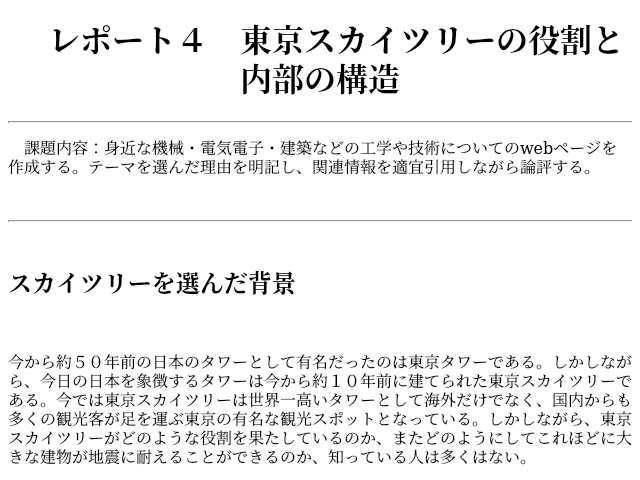 レポート４　東京スカイツリーの役割と
内部の構造
　課題内容：身近な機械・電気電子・建築などの工学や技術についてのwebページを
作成する。テーマを選んだ理由を明記し、関連情報を適宜引用しながら論評する。
スカイツリーを選んだ背景
今から約５０年前の日本のタワーとして有名だったのは東京タワーである。しかしなが
ら、今日の日本を象徴するタワーは今から約１０年前に建てられた東京スカイツリーで
ある。今では東京スカイツリーは世界一高いタワーとして海外だけでなく、国内からも
多くの観光客が足を運ぶ東京の有名な観光スポットとなっている。しかしながら、東京
スカイツリーがどのような役割を果たしているのか、またどのようにしてこれほどに大
きな建物が地震に耐えることができるのか、知っている人は多くはない。